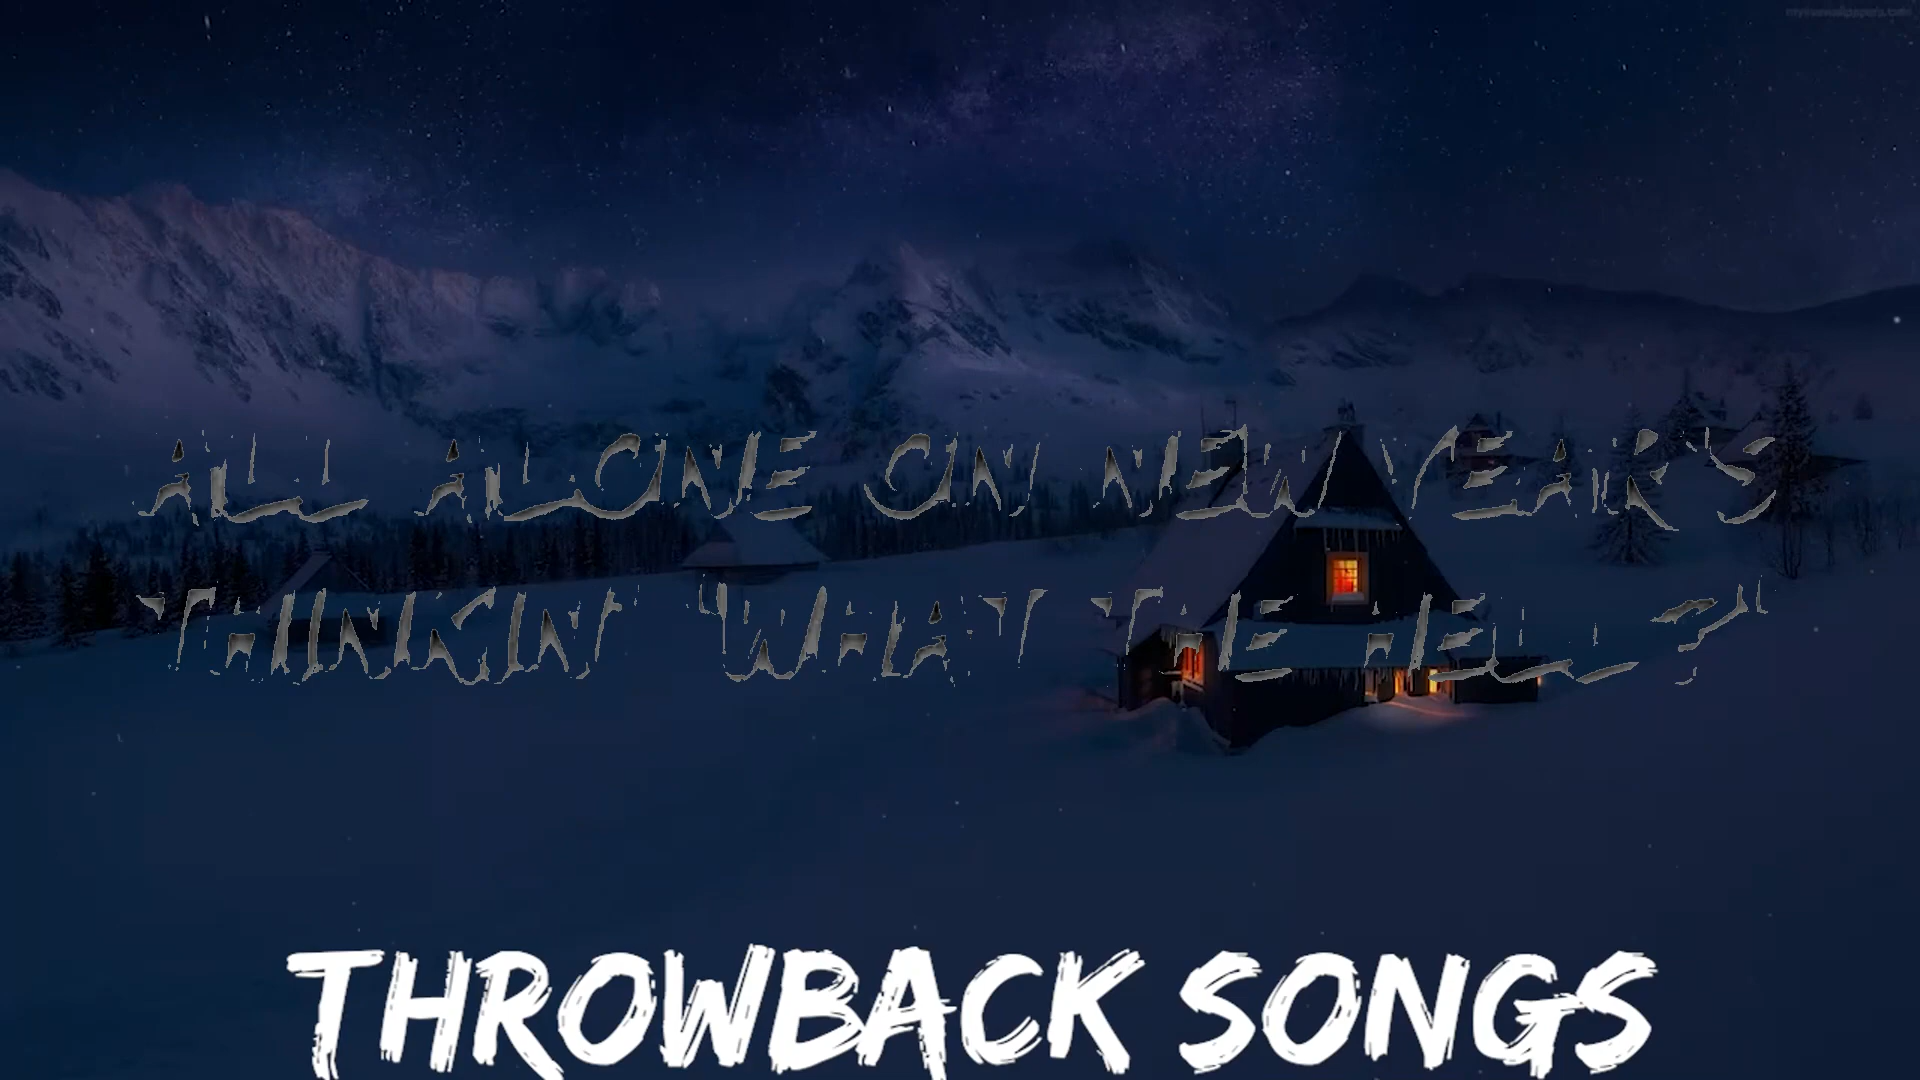 ALL ALONE ON NEW YEAR'S
THINKIN' "WHAT THE HELL?"
THROWBACK SONGS